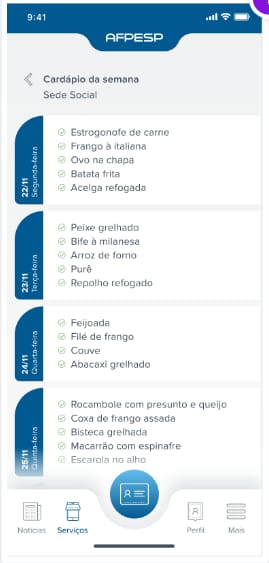 9:41
AFPESP
Cardápio da semana
Sede Social
22/11
Segunda-feira
Estrogonofe de carne
Frango à italiana
Ovo na chapa
Batata frita
Acelga refogada
23/11
Terça-feira
Peixe grelhado
Bife à milanesa
Arroz de forno
Purê
Repolho refogado
24/11
Quarta-feira
Feijoada
Filé de frango
Couve
Abacaxi grelhado
25/11
Quinta-feira
Rocambole com presunto e queijo
Coxa de frango assada
Bisteca grelhada
Macarrão com espinafre
Escarola no alho
Notícias
Serviços
Perfil
Mais